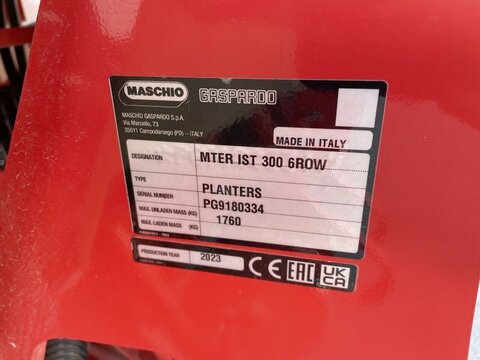 MASCHIO GASPARDO
MASCHIO GASPARDO S.p.A.
Via Marcello, 73
35011 Campodarsego (PD) – ITALY
MADE IN ITALY
DESIGNATION MTER IST 300 6ROW
TYPE PLANTERS
SERIAL NUMBER PG9180334
MAX. UNLADEN MASS (KG) 1760
MAX. LADEN MASS (KG)
PRODUCTION YEAR 2023
CE EAC UK CA